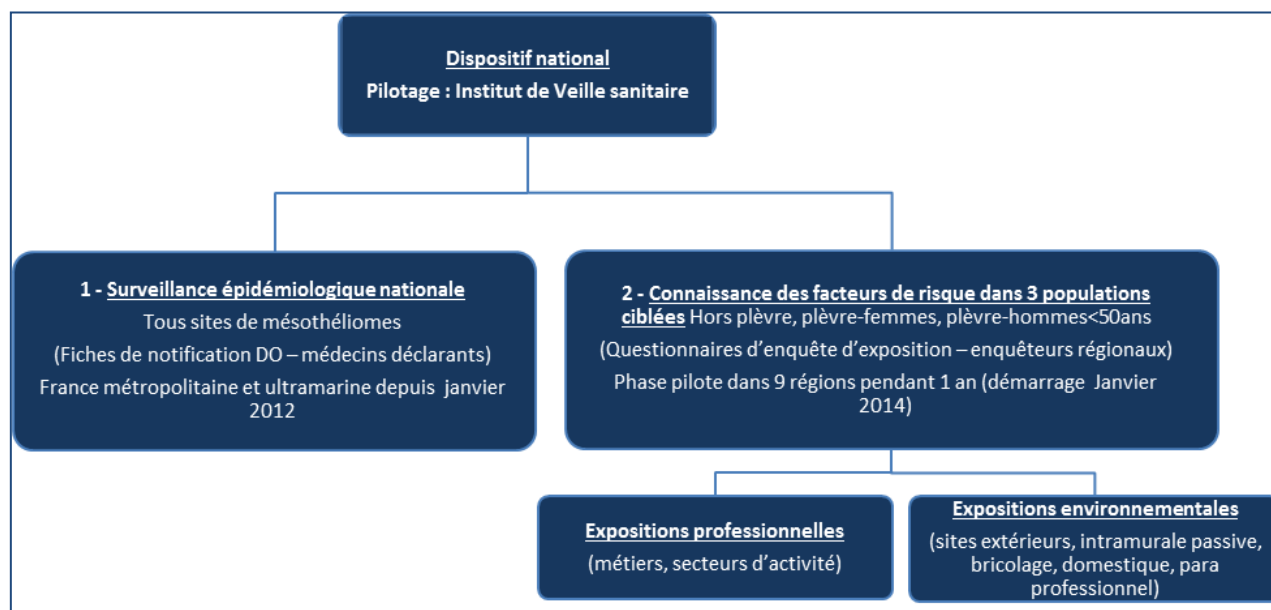 Dispositif national
Pilotage : Institut de Veille sanitaire
1 - Surveillance épidémiologique nationale
Tous sites de mésothéliomes
(Fiches de notification DO – médecins déclarants)
France métropolitaine et ultramarine depuis janvier
2012
2 - Connaissance des facteurs de risque dans 3 populations
ciblées Hors plèvre, plèvre-femmes, plèvre-hommes<50ans
(Questionnaires d'enquête d'exposition – enquêteurs régionaux)
Phase pilote dans 9 régions pendant 1 an (démarrage Janvier
2014)
Expositions professionnelles
(métiers, secteurs d'activité)
Expositions environnementales
(sites extérieurs, intramurale passive,
bricolage, domestique, para
professionnel)